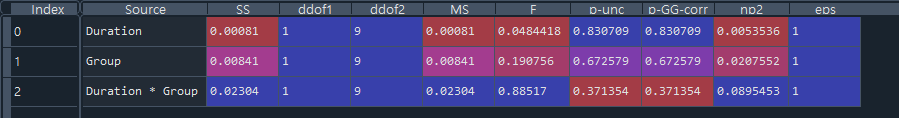 Index Source SS ddof1 ddof2 MS F p-unc p-GG-corr np2 eps
0 Duration 0.00081 1 9 0.00081 0.0484418 0.830709 0.830709 0.0053536 1
1 Group 0.00841 1 9 0.00841 0.190756 0.672579 0.672579 0.0207552 1
2 Duration * Group 0.02304 1 9 0.02304 0.88517 0.371354 0.371354 0.0895453 1